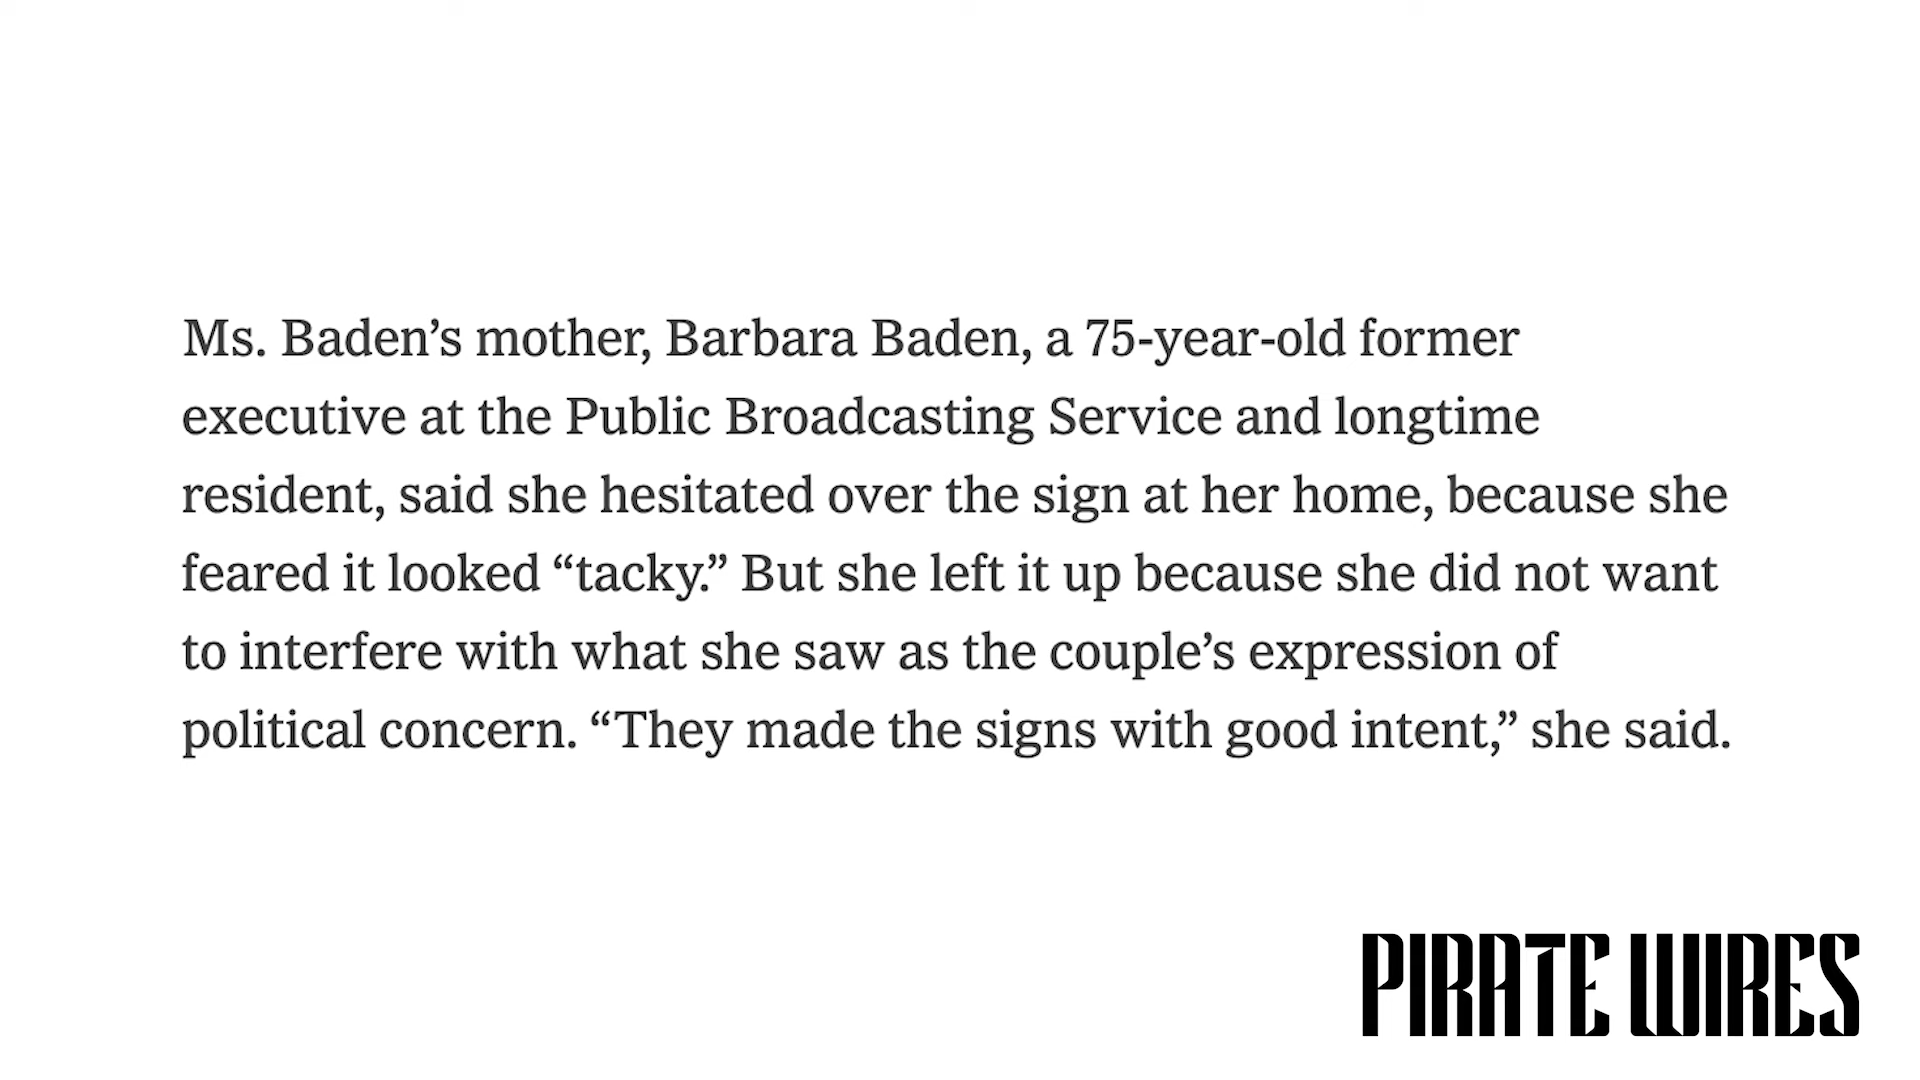 Ms. Baden’s mother, Barbara Baden, a 75-year-old former
executive at the Public Broadcasting Service and longtime
resident, said she hesitated over the sign at her home, because she
feared it looked “tacky.” But she left it up because she did not want
to interfere with what she saw as the couple’s expression of
political concern. “They made the signs with good intent,” she said.
PIRATE WIRES